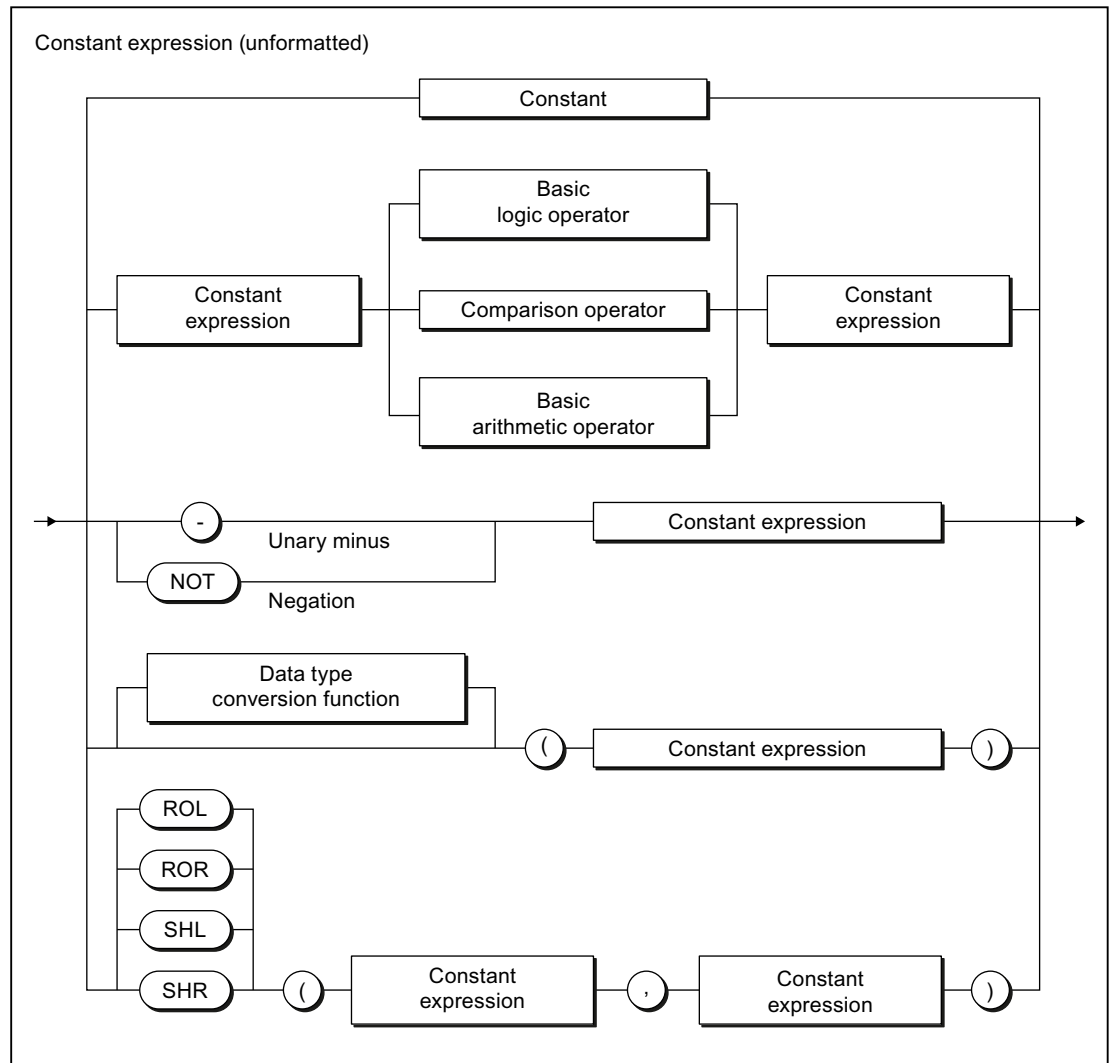 Constant expression (unformatted)
Constant
Basic
logic operator
Constant
expression
Comparison operator
Constant
expression
Basic
arithmetic operator
-
Unary minus
Constant expression
NOT
Negation
Data type
conversion function
(
Constant expression
)
ROL
ROR
SHL
SHR
(
Constant
expression
,
Constant
expression
)